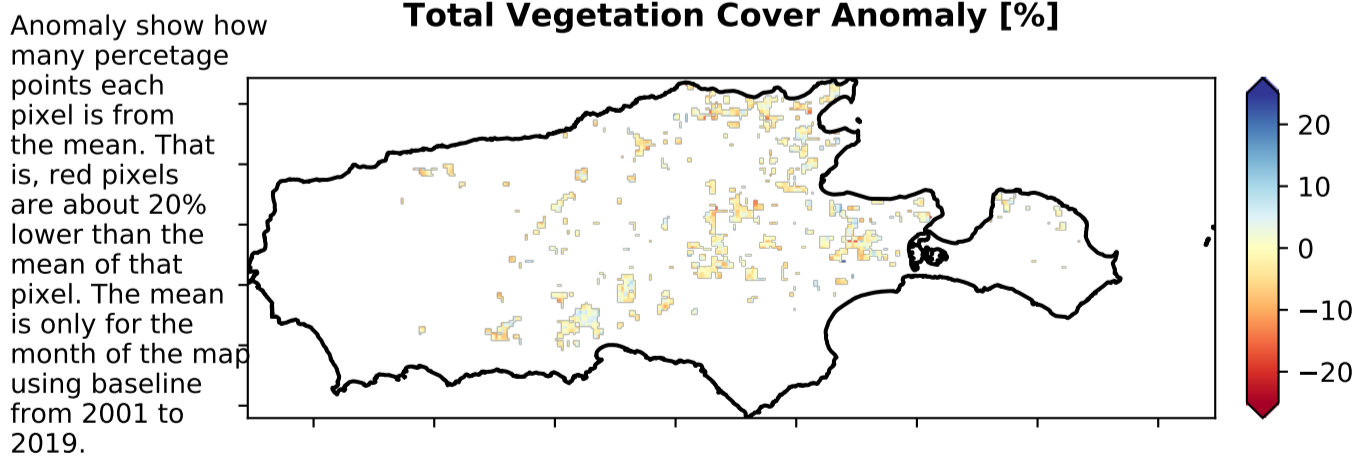 Total Vegetation Cover Anomaly [%]
Anomaly show how
many percetage
points each
pixel is from
the mean. That
is, red pixels
are about 20%
lower than the
mean of that
pixel. The mean
is only for the
month of the map
using baseline
from 2001 to
2019.
20
10
0
−10
−20